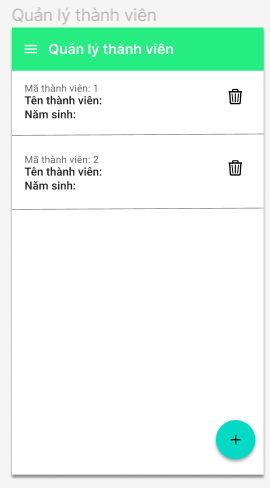 Quản lý thành viên
Quản lý thành viên
Mã thành viên: 1
Tên thành viên:
Năm sinh:
Mã thành viên: 2
Tên thành viên:
Năm sinh: